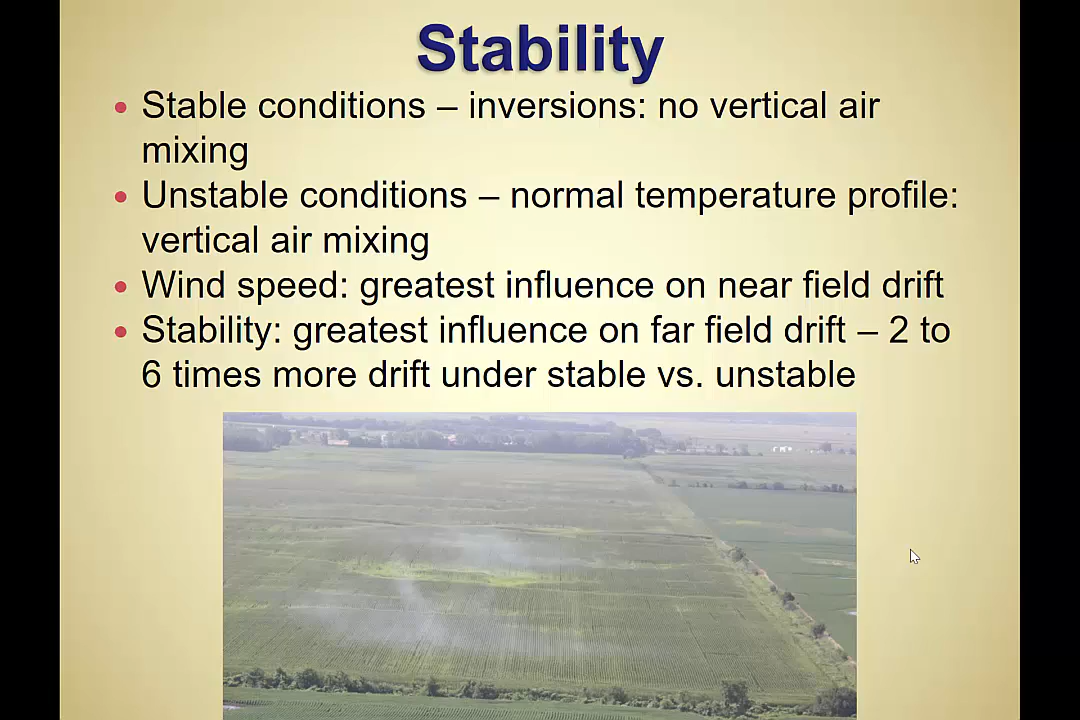 Stability
• Stable conditions – inversions: no vertical air
mixing
• Unstable conditions – normal temperature profile:
vertical air mixing
• Wind speed: greatest influence on near field drift
• Stability: greatest influence on far field drift – 2 to
6 times more drift under stable vs. unstable